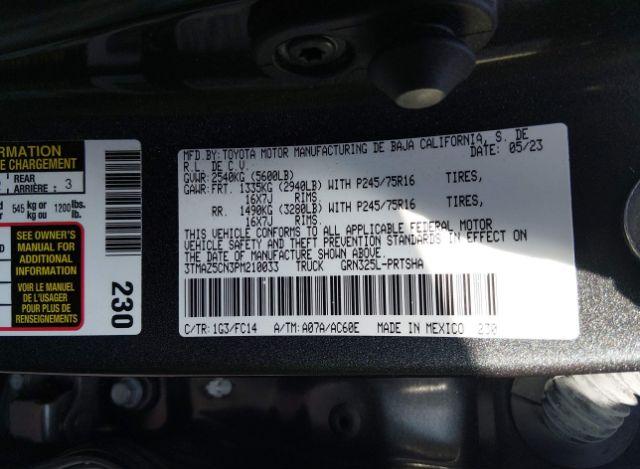 RMATION
E CHARGEMENT
REAR
ARRIÈRE : 3
545 kg or 1200 lbs.
kg ou lb.
SEE OWNER'S
MANUAL FOR
ADDITIONAL
INFORMATION
VOIR LE MANUEL
DE L'USAGER
POUR PLUS DE
RENSEIGNEMENTS
230
MFD.BY:TOYOTA MOTOR MANUFACTURING DE BAJA CALIFORNIA, S. DE
R.L. DE C.V. DATE: 05/23
GVWR:2540KG (5600LB)
GAWR:FRT. 1335KG (2940LB) WITH P245/75R16 TIRES,
16X7J RIMS.
RR. 1490KG (3280LB) WITH P245/75R16 TIRES,
16X7J RIMS.
THIS VEHICLE CONFORMS TO ALL APPLICABLE FEDERAL MOTOR
VEHICLE SAFETY AND THEFT PREVENTION STANDARDS IN EFFECT ON
THE DATE OF MANUFACTURE SHOWN ABOVE.
3TMAZ5CN3PM210033 TRUCK GRN325L-PRTSHA
C/TR: 1G3/FC14 A/TM: A07A/AC60E MADE IN MEXICO 230